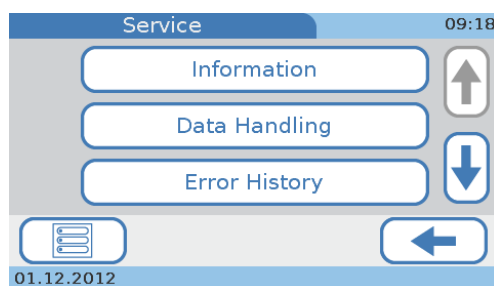 Service
09:18
Information
Data Handling
Error History
01.12.2012